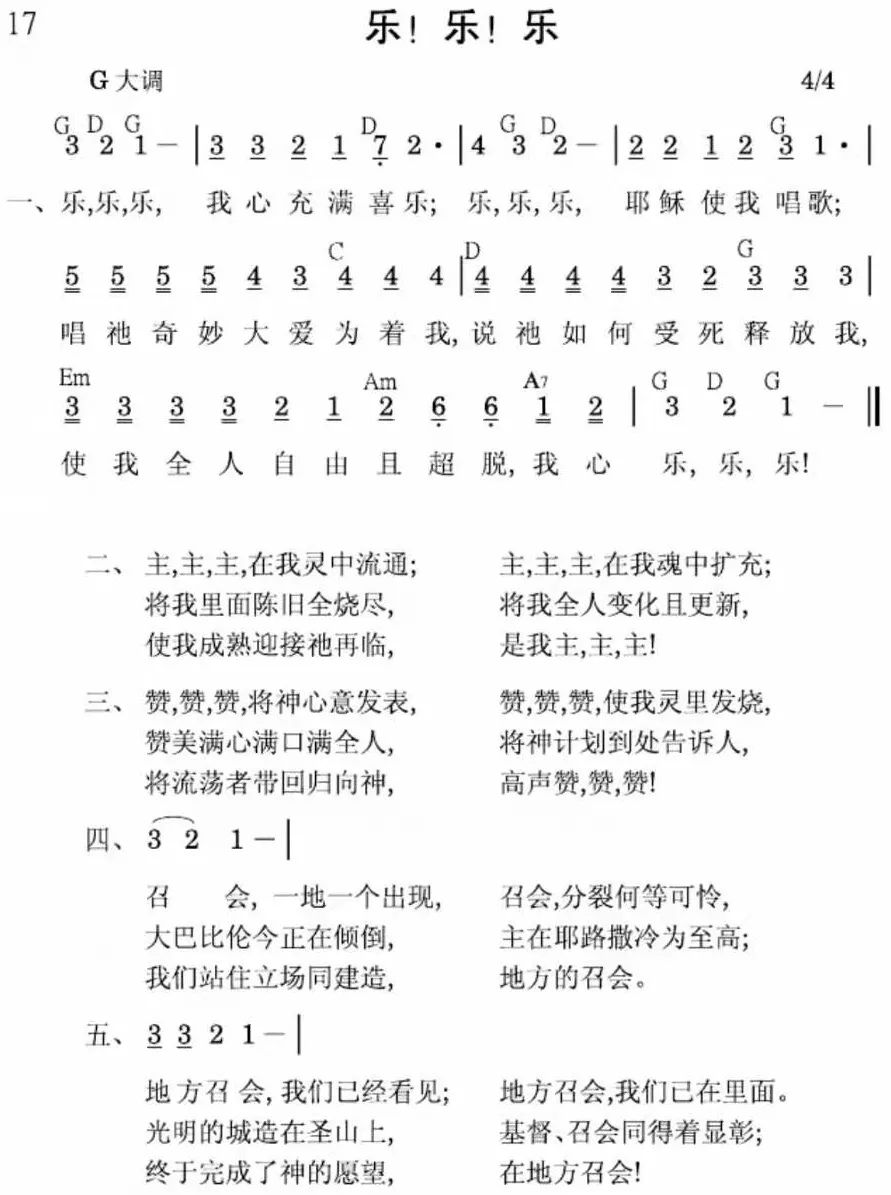 17
乐！乐！乐
G 大调 4/4
G D G D G D G
3 2 1 — | 3 3 2 1 7 2 · | 4 3 2 — | 2 2 1 2 3 1 · |
一、乐,乐,乐, 我心充满喜乐; 乐,乐,乐, 耶稣使我唱歌;
C D G
5 5 5 5 4 3 4 4 4 | 4 4 4 4 3 2 3 3 3 |
唱祂奇妙大爱为着我,说祂如何受死释放我,
Em Am A7 G D G
3 3 3 3 2 1 2 6 6 1 2 | 3 2 1 — ‖
使我全人自由且超脱,我心 乐,乐,乐!
二、主,主,主,在我灵中流通; 主,主,主,在我魂中扩充;
将我里面陈旧全烧尽, 将我全人变化且更新,
使我成熟迎接祂再临, 是我主,主,主!
三、赞,赞,赞,将神心意发表, 赞,赞,赞,使我灵里发烧,
赞美满心满口满全人, 将神计划到处告诉人,
将流荡者带回归向神, 高声赞,赞,赞!
四、3 2 1 — |
召 会, 一地一个出现, 召会,分裂何等可怜,
大巴比伦今正在倾倒, 主在耶路撒冷为至高;
我们站住立场同建造, 地方的召会。
五、3 3 2 1 — |
地方召会,我们已经看见; 地方召会,我们已在里面。
光明的城造在圣山上, 基督、召会同得着显彰;
终于完成了神的愿望, 在地方召会!